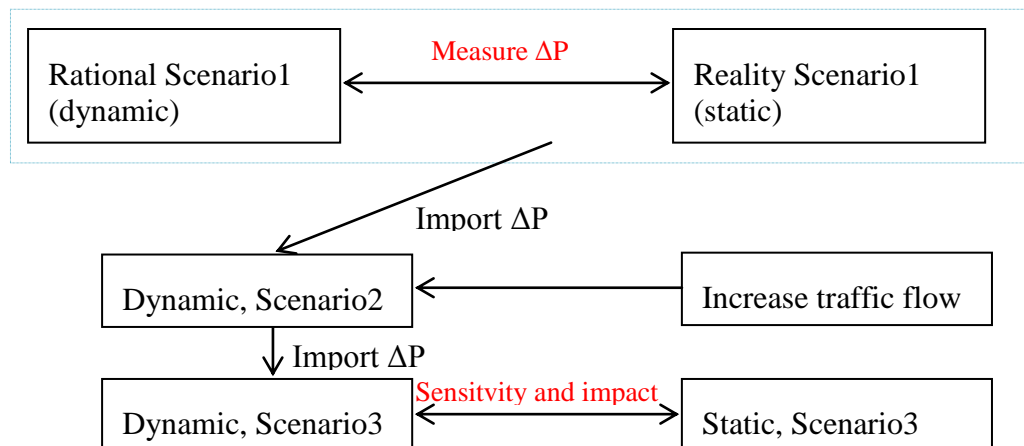 Measure ΔP
Rational Scenario1
(dynamic)
Reality Scenario1
(static)
Import ΔP
Dynamic, Scenario2
Increase traffic flow
Import ΔP
Sensitvity and impact
Dynamic, Scenario3
Static, Scenario3